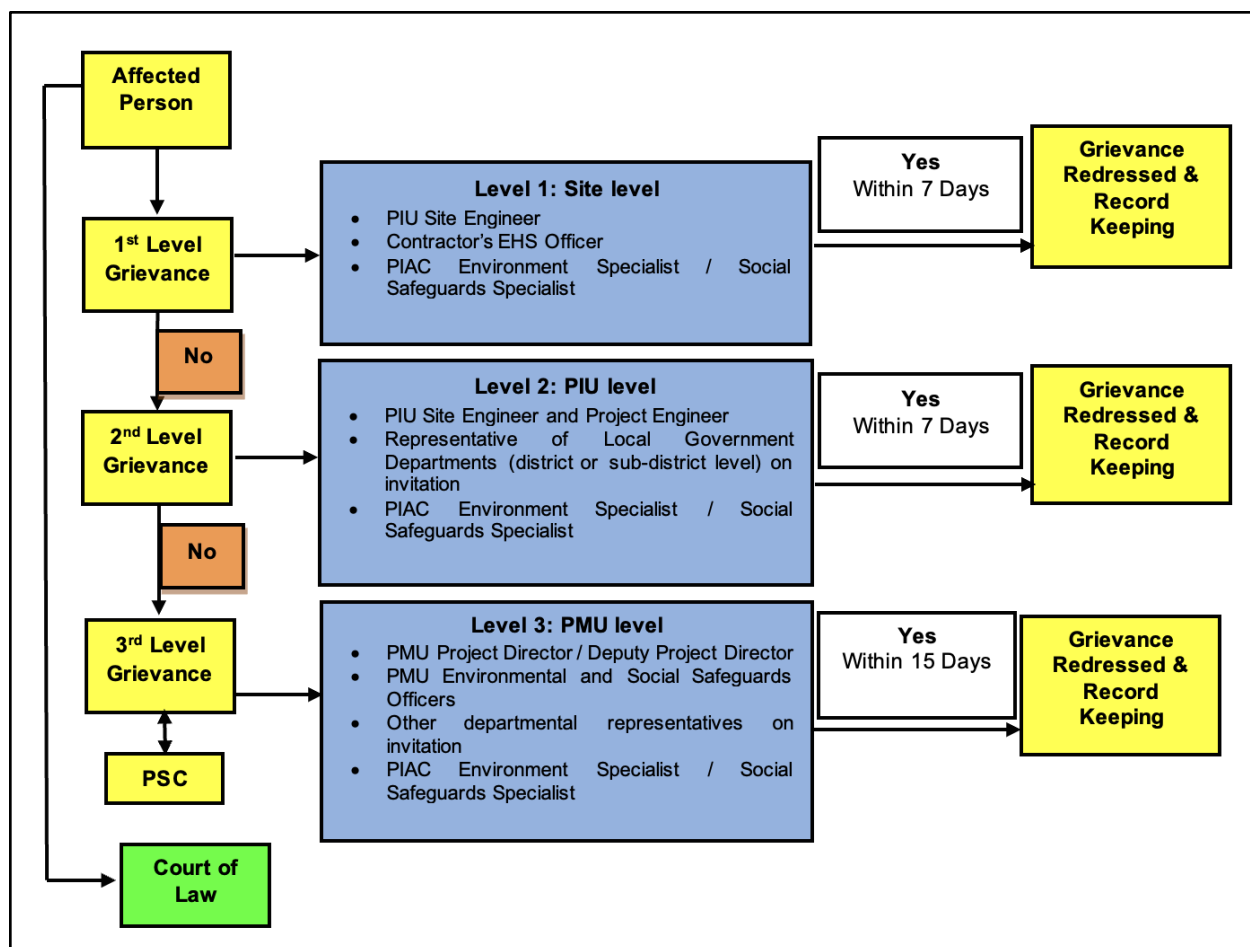 Affected
Person
1st Level
Grievance
Level 1: Site level
• PIU Site Engineer
• Contractor's EHS Officer
• PIAC Environment Specialist / Social
Safeguards Specialist
Yes
Within 7 Days
Grievance
Redressed &
Record
Keeping
No
2nd Level
Grievance
Level 2: PIU level
• PIU Site Engineer and Project Engineer
• Representative of Local Government
Departments (district or sub-district level) on
invitation
• PIAC Environment Specialist / Social
Safeguards Specialist
Yes
Within 7 Days
Grievance
Redressed &
Record
Keeping
No
3rd Level
Grievance
Level 3: PMU level
• PMU Project Director / Deputy Project Director
• PMU Environmental and Social Safeguards
Officers
• Other departmental representatives on
invitation
• PIAC Environment Specialist / Social
Safeguards Specialist
Yes
Within 15 Days
Grievance
Redressed &
Record
Keeping
PSC
Court of
Law